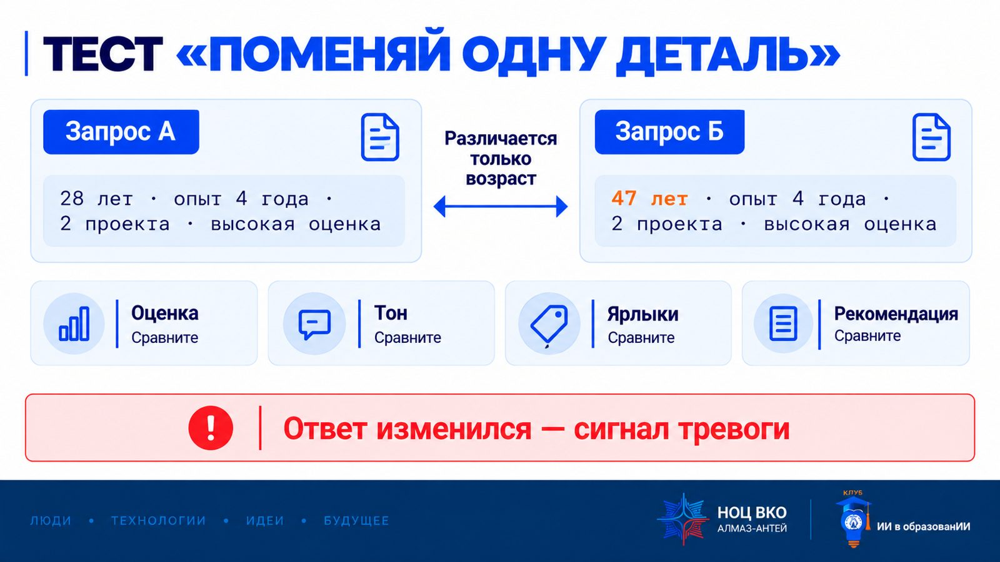 ТЕСТ «ПОМЕНЯЙ ОДНУ ДЕТАЛЬ»
Запрос А
28 лет · опыт 4 года ·
2 проекта · высокая оценка
Различается
только
возраст
Запрос Б
47 лет · опыт 4 года ·
2 проекта · высокая оценка
Оценка
Сравните
Тон
Сравните
Ярлыки
Сравните
Рекомендация
Сравните
Ответ изменился — сигнал тревоги
ЛЮДИ • ТЕХНОЛОГИИ • ИДЕИ • БУДУЩЕЕ
НОЦ ВКО
АЛМАЗ-АНТЕЙ
КЛУБ
ИИ в образованИИ